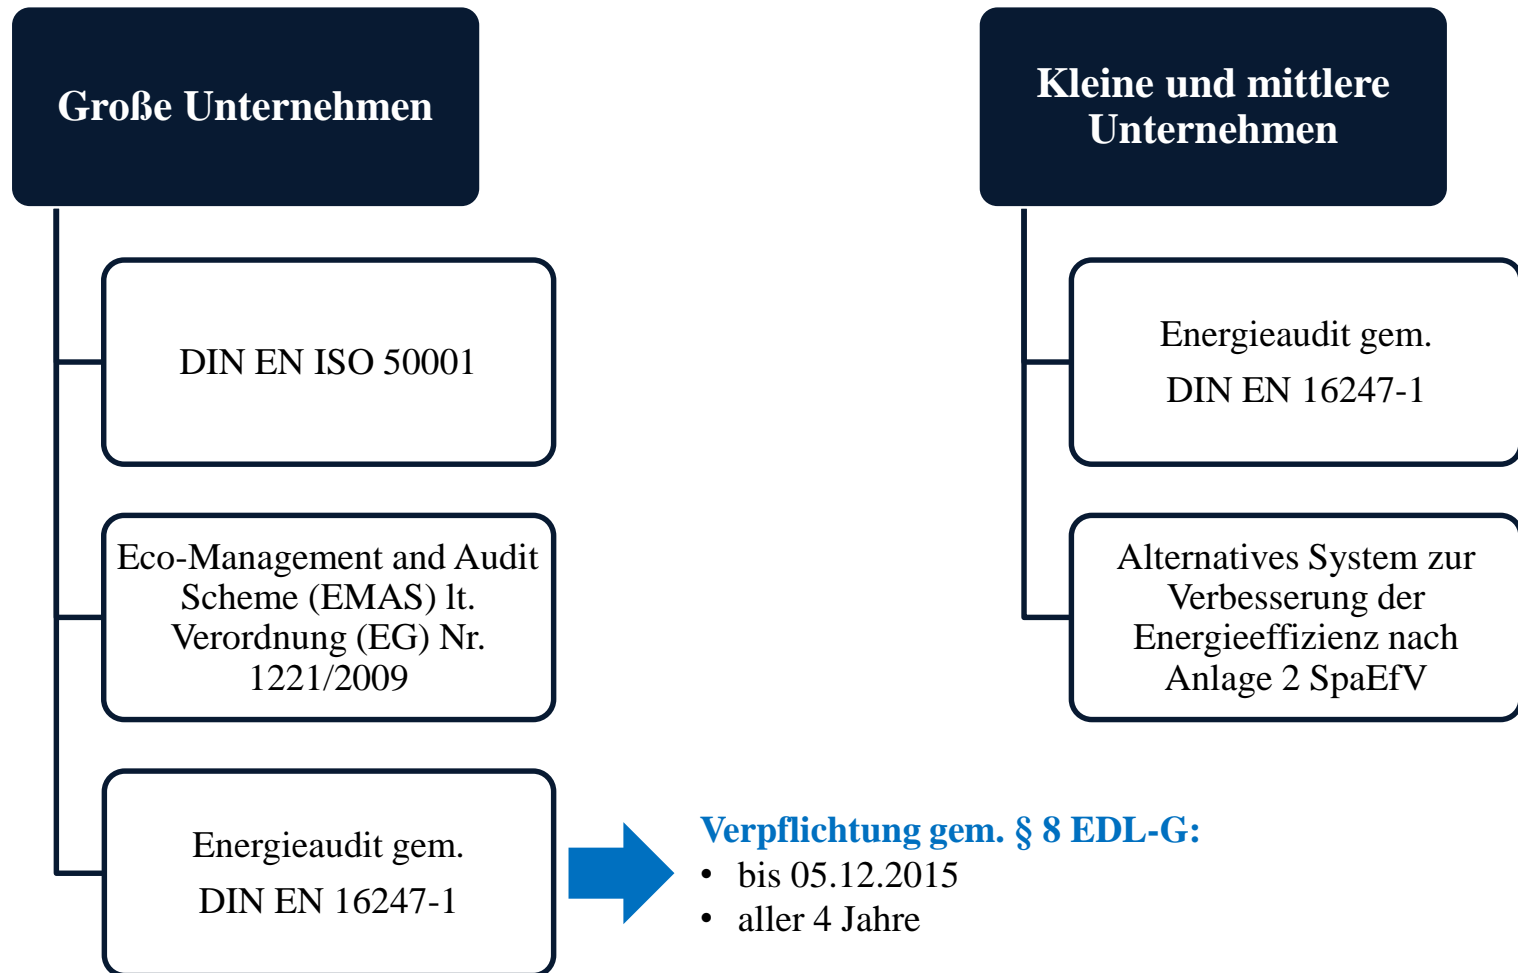 Große Unternehmen
DIN EN ISO 50001
Eco-Management and Audit
Scheme (EMAS) lt.
Verordnung (EG) Nr.
1221/2009
Energieaudit gem.
DIN EN 16247-1
Verpflichtung gem. § 8 EDL-G:
• bis 05.12.2015
• aller 4 Jahre
Kleine und mittlere
Unternehmen
Energieaudit gem.
DIN EN 16247-1
Alternatives System zur
Verbesserung der
Energieeffizienz nach
Anlage 2 SpaEfV